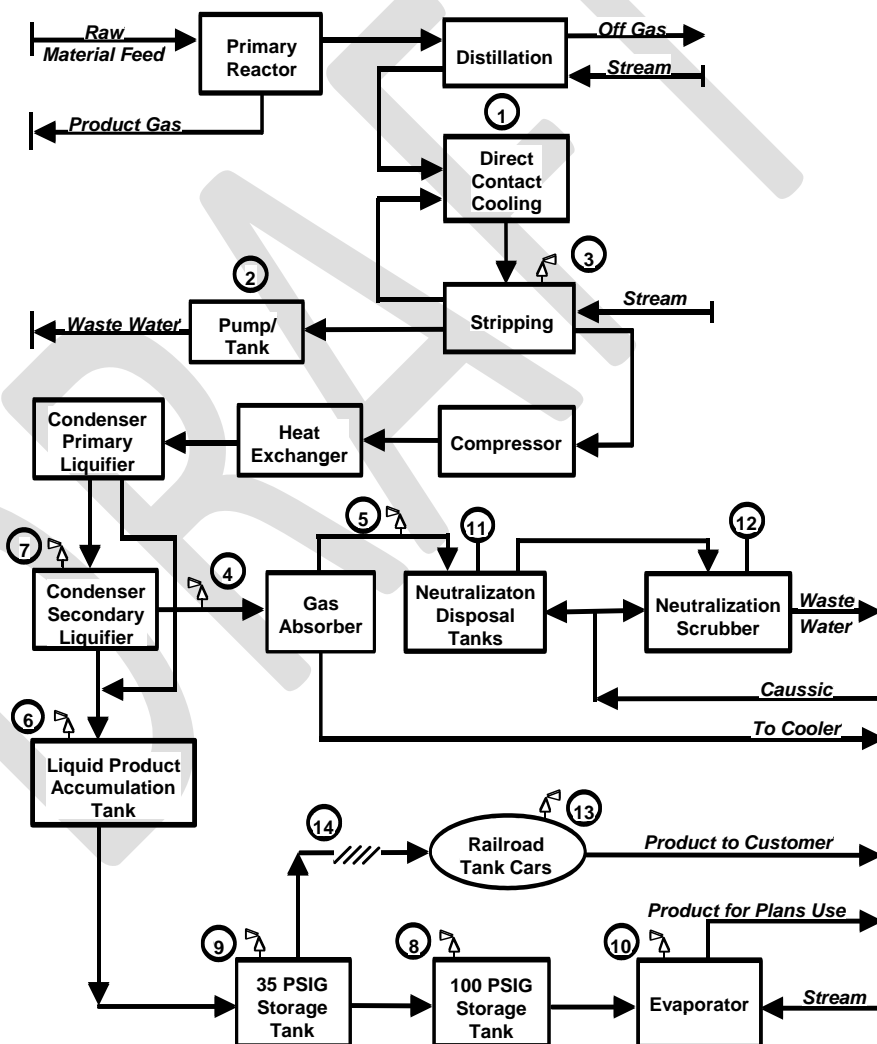 DRAFT
Raw
Material Feed
Primary
Reactor
Distillation
Off Gas
Stream
Product Gas
1
Direct
Contact
Cooling
2
3
Waste Water
Pump/
Tank
Stripping
Stream
Condenser
Primary
Liquifier
Heat
Exchanger
Compressor
7
4
5
11
12
Condenser
Secondary
Liquifier
Gas
Absorber
Neutralizaton
Disposal
Tanks
Neutralization
Scrubber
Waste
Water
Caussic
6
To Cooler
Liquid Product
Accumulation
Tank
14
13
Railroad
Tank Cars
Product to Customer
Product for Plans Use
9
8
10
35 PSIG
Storage
Tank
100 PSIG
Storage
Tank
Evaporator
Stream